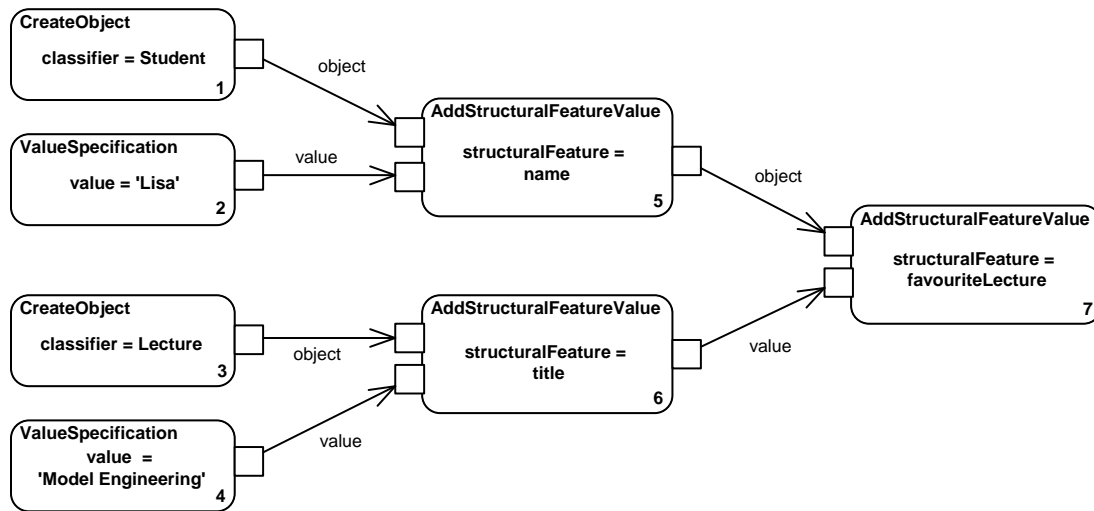 CreateObject
classifier = Student
1
object
ValueSpecification
value = 'Lisa'
2
value
AddStructuralFeatureValue
structuralFeature =
name
5
object
CreateObject
classifier = Lecture
3
object
ValueSpecification
value  =
'Model Engineering'
4
value
AddStructuralFeatureValue
structuralFeature =
title
6
value
AddStructuralFeatureValue
structuralFeature =
favouriteLecture
7